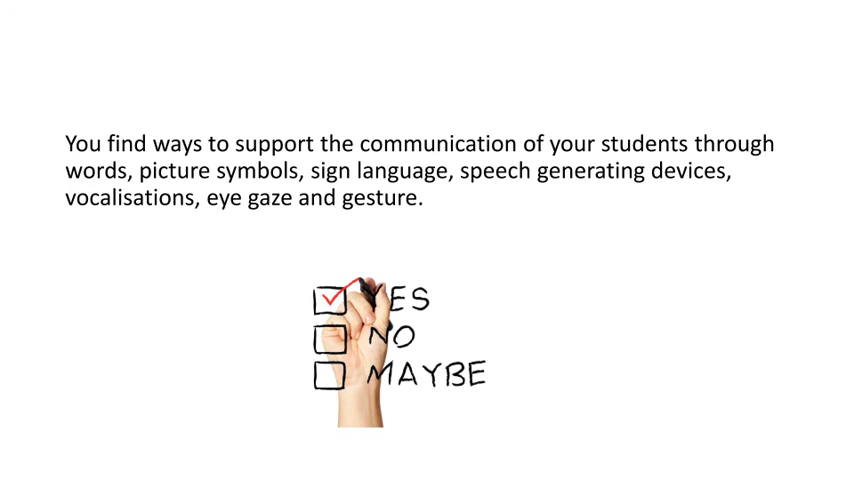 You find ways to support the communication of your students through
words, picture symbols, sign language, speech generating devices,
vocalisations, eye gaze and gesture.
YES
NO
MAYBE